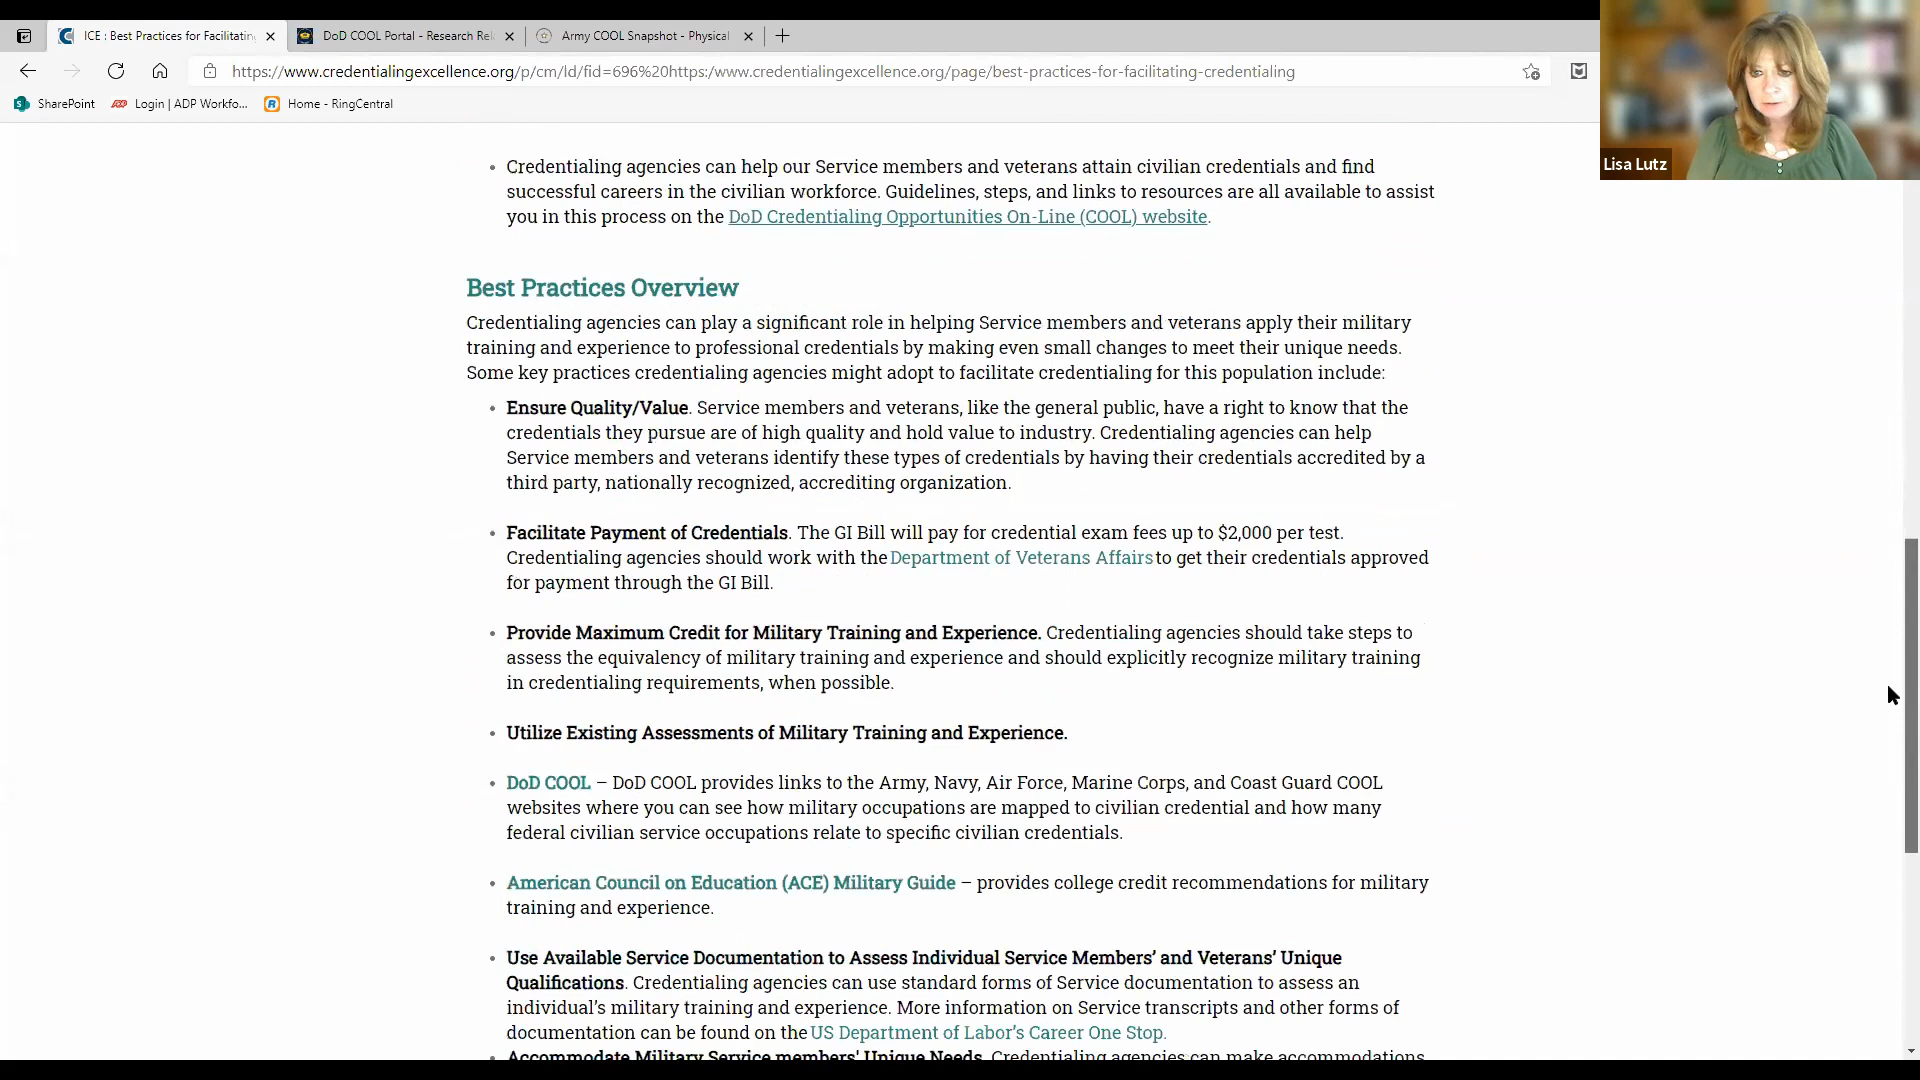 ICE : Best Practices for Facilitating
DoD COOL Portal - Research Rel
Army COOL Snapshot - Physical
https://www.credentialingexcellence.org/p/cm/ld/fid=696%20https:/www.credentialingexcellence.org/page/best-practices-for-facilitating-credentialing
SharePoint
Login | ADP Workfo...
Home - RingCentral
Lisa Lutz
Credentialing agencies can help our Service members and veterans attain civilian credentials and find
successful careers in the civilian workforce. Guidelines, steps, and links to resources are all available to assist
you in this process on the DoD Credentialing Opportunities On-Line (COOL) website.
Best Practices Overview
Credentialing agencies can play a significant role in helping Service members and veterans apply their military
training and experience to professional credentials by making even small changes to meet their unique needs.
Some key practices credentialing agencies might adopt to facilitate credentialing for this population include:
• Ensure Quality/Value. Service members and veterans, like the general public, have a right to know that the
credentials they pursue are of high quality and hold value to industry. Credentialing agencies can help
Service members and veterans identify these types of credentials by having their credentials accredited by a
third party, nationally recognized, accrediting organization.
• Facilitate Payment of Credentials. The GI Bill will pay for credential exam fees up to $2,000 per test.
Credentialing agencies should work with the Department of Veterans Affairs to get their credentials approved
for payment through the GI Bill.
• Provide Maximum Credit for Military Training and Experience. Credentialing agencies should take steps to
assess the equivalency of military training and experience and should explicitly recognize military training
in credentialing requirements, when possible.
• Utilize Existing Assessments of Military Training and Experience.
• DoD COOL – DoD COOL provides links to the Army, Navy, Air Force, Marine Corps, and Coast Guard COOL
websites where you can see how military occupations are mapped to civilian credential and how many
federal civilian service occupations relate to specific civilian credentials.
• American Council on Education (ACE) Military Guide – provides college credit recommendations for military
training and experience.
• Use Available Service Documentation to Assess Individual Service Members’ and Veterans’ Unique
Qualifications. Credentialing agencies can use standard forms of Service documentation to assess an
individual’s military training and experience. More information on Service transcripts and other forms of
documentation can be found on the US Department of Labor’s Career One Stop.
• Accommodate Military Service members' Unique Needs. Credentialing agencies can make accommodations